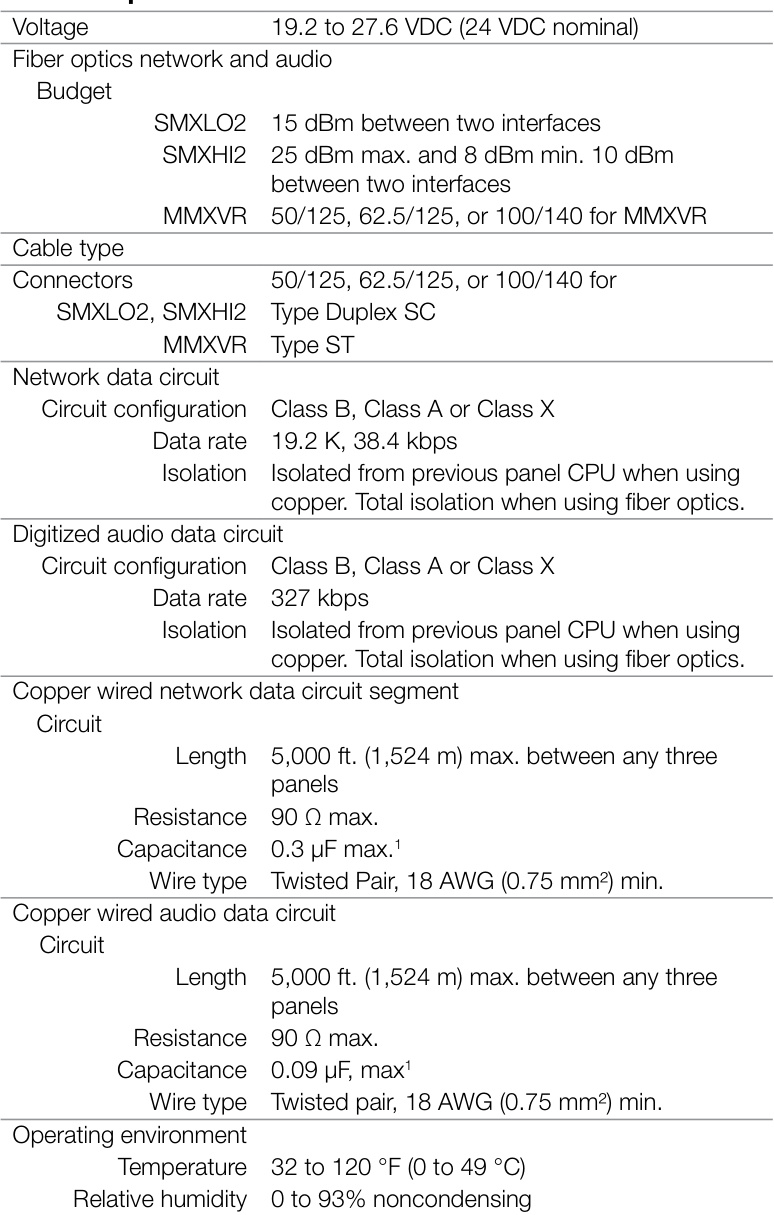 Voltage 19.2 to 27.6 VDC (24 VDC nominal)
Fiber optics network and audio
Budget
SMXLO2 15 dBm between two interfaces
SMXHI2 25 dBm max. and 8 dBm min. 10 dBm
between two interfaces
MMXVR 50/125, 62.5/125, or 100/140 for MMXVR
Cable type
Connectors 50/125, 62.5/125, or 100/140 for
SMXLO2, SMXHI2 Type Duplex SC
MMXVR Type ST
Network data circuit
Circuit configuration Class B, Class A or Class X
Data rate 19.2 K, 38.4 kbps
Isolation Isolated from previous panel CPU when using
copper. Total isolation when using fiber optics.
Digitized audio data circuit
Circuit configuration Class B, Class A or Class X
Data rate 327 kbps
Isolation Isolated from previous panel CPU when using
copper. Total isolation when using fiber optics.
Copper wired network data circuit segment
Circuit
Length 5,000 ft. (1,524 m) max. between any three
panels
Resistance 90 Ω max.
Capacitance 0.3 µF max.¹
Wire type Twisted Pair, 18 AWG (0.75 mm²) min.
Copper wired audio data circuit
Circuit
Length 5,000 ft. (1,524 m) max. between any three
panels
Resistance 90 Ω max.
Capacitance 0.09 µF, max¹
Wire type Twisted pair, 18 AWG (0.75 mm²) min.
Operating environment
Temperature 32 to 120 °F (0 to 49 °C)
Relative humidity 0 to 93% noncondensing